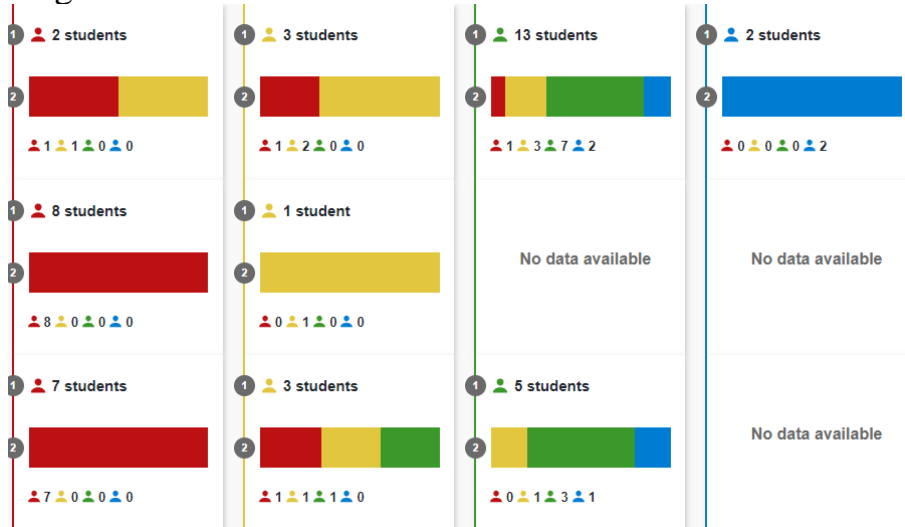 1 2 students 1 3 students 1 13 students 1 2 students
2 2 2 2
1 1 0 0 1 2 0 0 1 3 7 2 0 0 0 2
1 8 students 1 1 student
2 2 No data available No data available
8 0 0 0 0 1 0 0
1 7 students 1 3 students 1 5 students
2 2 2 No data available
7 0 0 0 1 1 1 0 0 1 3 1